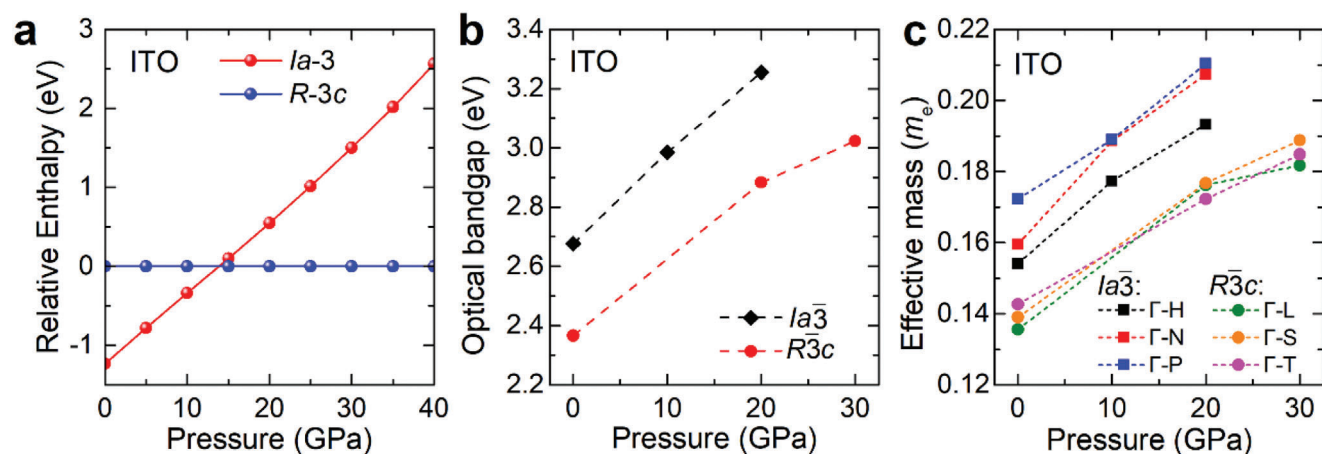 a
ITO
Ia-3
R-3c
Relative Enthalpy (eV)
3
2
1
0
-1
0 10 20 30 40
Pressure (GPa)
b
ITO
Optical bandgap (eV)
3.4
3.2
3.0
2.8
2.6
2.4
2.2
Ia3̅
R3̅c
0 10 20 30
Pressure (GPa)
c
ITO
Effective mass (mₑ)
0.22
0.20
0.18
0.16
0.14
0.12
Ia3̅: R3̅c:
Γ-H Γ-L
Γ-N Γ-S
Γ-P Γ-T
0 10 20 30
Pressure (GPa)